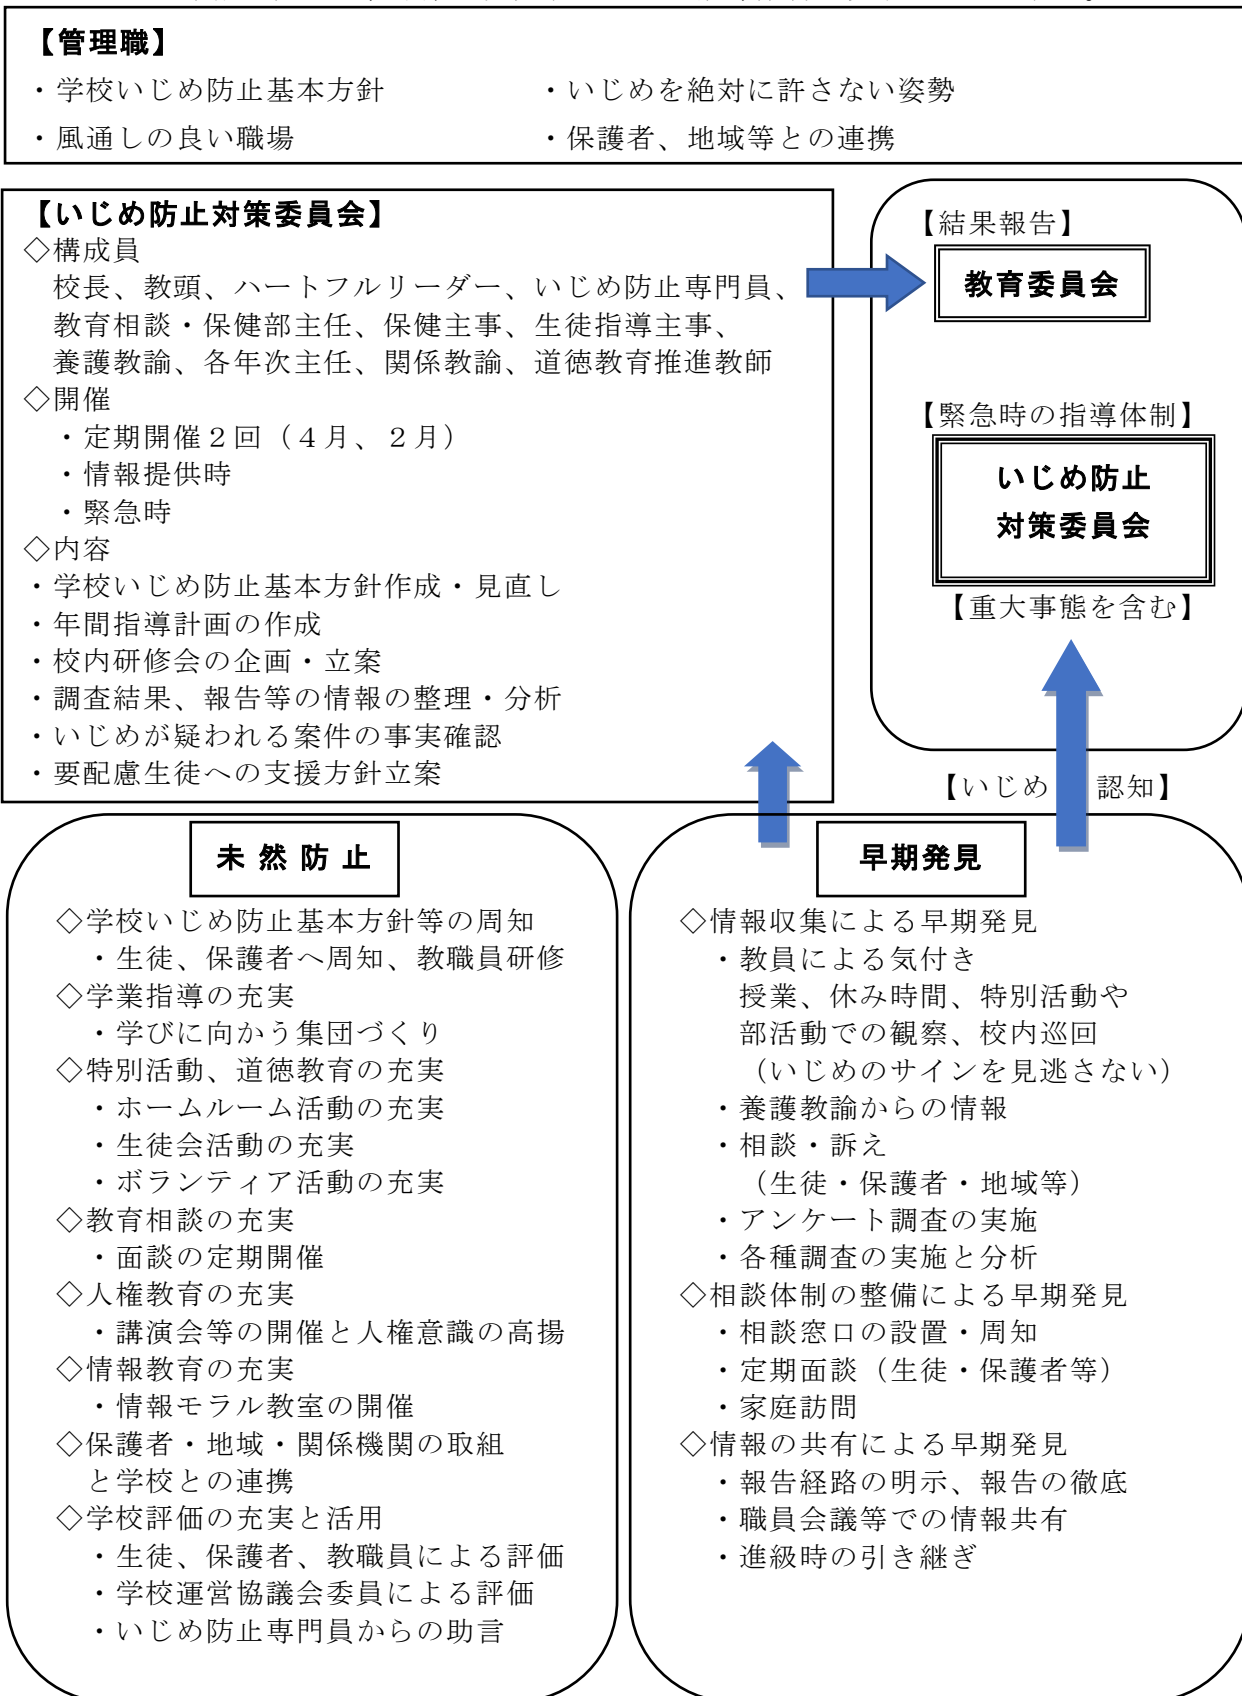 【管理職】
・学校いじめ防止基本方針　・いじめを絶対に許さない姿勢
・風通しの良い職場　・保護者、地域等との連携
【いじめ防止対策委員会】
◇構成員
校長、教頭、ハートフルリーダー、いじめ防止専門員、
教育相談・保健部主任、保健主事、生徒指導主事、
養護教諭、各年次主任、関係教諭、道徳教育推進教師
◇開催
・定期開催２回（４月、２月）
・情報提供時
・緊急時
◇内容
・学校いじめ防止基本方針作成・見直し
・年間指導計画の作成
・校内研修会の企画・立案
・調査結果、報告等の情報の整理・分析
・いじめが疑われる案件の事実確認
・要配慮生徒への支援方針立案
【結果報告】
教育委員会
【緊急時の指導体制】
いじめ防止
対策委員会
【重大事態を含む】
【いじめ　認知】
未 然 防 止
◇学校いじめ防止基本方針等の周知
・生徒、保護者へ周知、教職員研修
◇学業指導の充実
・学びに向かう集団づくり
◇特別活動、道徳教育の充実
・ホームルーム活動の充実
・生徒会活動の充実
・ボランティア活動の充実
◇教育相談の充実
・面談の定期開催
◇人権教育の充実
・講演会等の開催と人権意識の高揚
◇情報教育の充実
・情報モラル教室の開催
◇保護者・地域・関係機関の取組
と学校との連携
◇学校評価の充実と活用
・生徒、保護者、教職員による評価
・学校運営協議会委員による評価
・いじめ防止専門員からの助言
早期発見
◇情報収集による早期発見
・教員による気付き
授業、休み時間、特別活動や
部活動での観察、校内巡回
（いじめのサインを見逃さない）
・養護教諭からの情報
・相談・訴え
（生徒・保護者・地域等）
・アンケート調査の実施
・各種調査の実施と分析
◇相談体制の整備による早期発見
・相談窓口の設置・周知
・定期面談（生徒・保護者等）
・家庭訪問
◇情報の共有による早期発見
・報告経路の明示、報告の徹底
・職員会議等での情報共有
・進級時の引き継ぎ